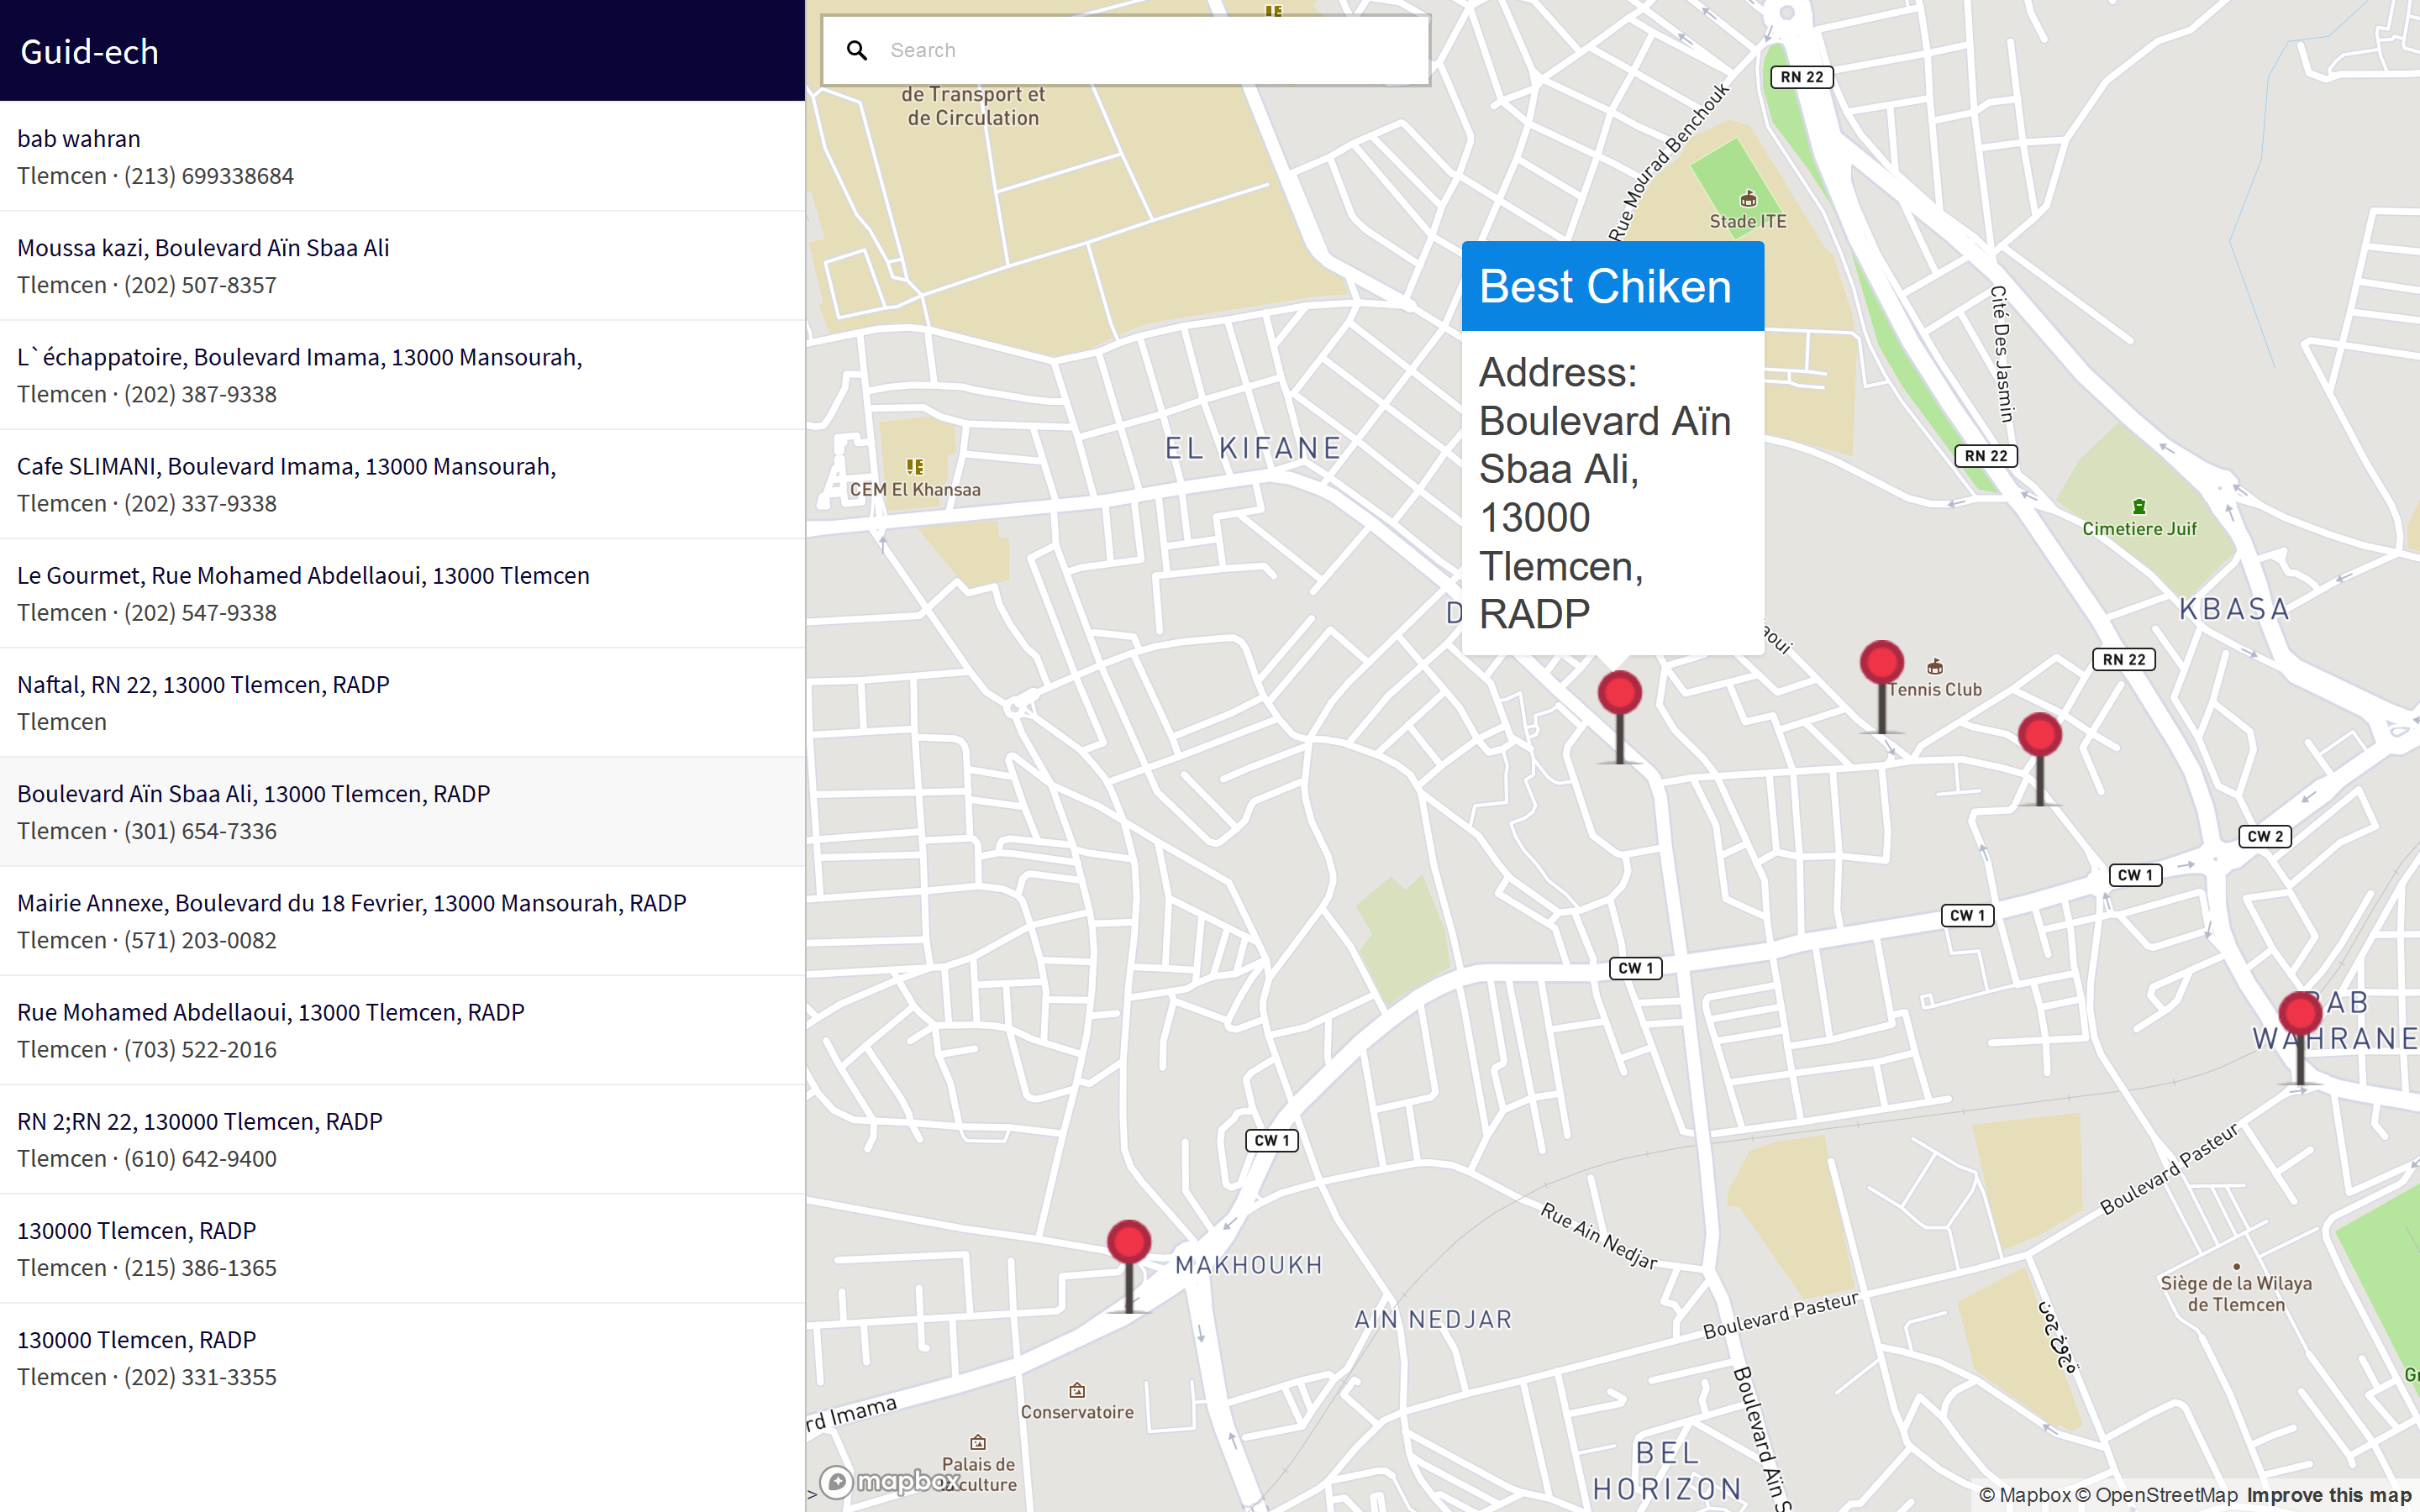 Guid-ech
bab wahran
Tlemcen · (213) 699338684
Moussa kazi, Boulevard Aïn Sbaa Ali
Tlemcen · (202) 507-8357
L`échappatoire, Boulevard Imama, 13000 Mansourah,
Tlemcen · (202) 387-9338
Cafe SLIMANI, Boulevard Imama, 13000 Mansourah,
Tlemcen · (202) 337-9338
Le Gourmet, Rue Mohamed Abdellaoui, 13000 Tlemcen
Tlemcen · (202) 547-9338
Naftal, RN 22, 13000 Tlemcen, RADP
Tlemcen
Boulevard Aïn Sbaa Ali, 13000 Tlemcen, RADP
Tlemcen · (301) 654-7336
Mairie Annexe, Boulevard du 18 Fevrier, 13000 Mansourah, RADP
Tlemcen · (571) 203-0082
Rue Mohamed Abdellaoui, 13000 Tlemcen, RADP
Tlemcen · (703) 522-2016
RN 2;RN 22, 130000 Tlemcen, RADP
Tlemcen · (610) 642-9400
130000 Tlemcen, RADP
Tlemcen · (215) 386-1365
130000 Tlemcen, RADP
Tlemcen · (202) 331-3355
Search
de Transport et
de Circulation
RN 22
Rue Mourad Benchouk
Stade ITE
Best Chiken
Address:
Boulevard Aïn
Sbaa Ali,
13000
Tlemcen,
RADP
Cité Des Jasmin
EL KIFANE
RN 22
CEM El Khansaa
Cimetiere Juif
KBASA
RN 22
Tennis Club
CW 2
CW 1
CW 1
CW 1
BAB
WAHRANE
CW 1
Boulevard Pasteur
Rue Ain Nedjar
MAKHOUKH
Siège de la Wilaya
de Tlemcen
AIN NEDJAR
Boulevard Pasteur
Boulevard Aïn S
rd Imama
Conservatoire
Palais de
la culture
BEL
HORIZON
>
mapbox
© Mapbox © OpenStreetMap Improve this map